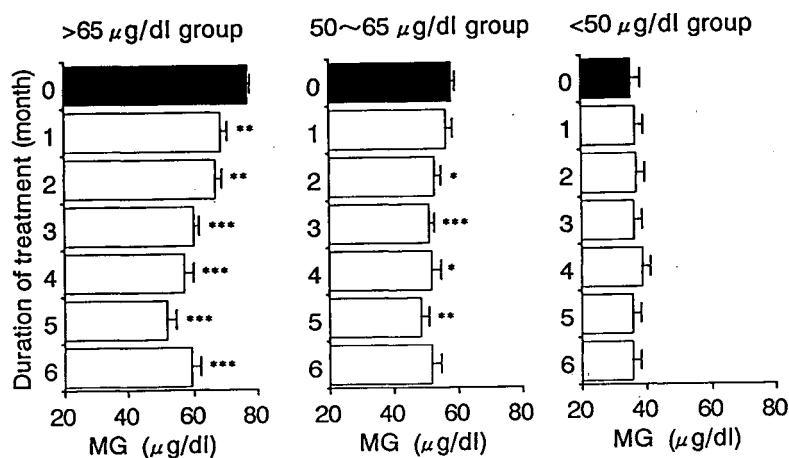 >65 μg/dl group
50~65 μg/dl group
<50 μg/dl group
Duration of treatment (month)
0
1 **
2 **
3 ***
4 ***
5 ***
6 ***
20 40 60 80
MG (μg/dl)
0
1
2 *
3 ***
4 *
5 **
6
20 40 60 80
MG (μg/dl)
0
1
2
3
4
5
6
20 40 60 80
MG (μg/dl)